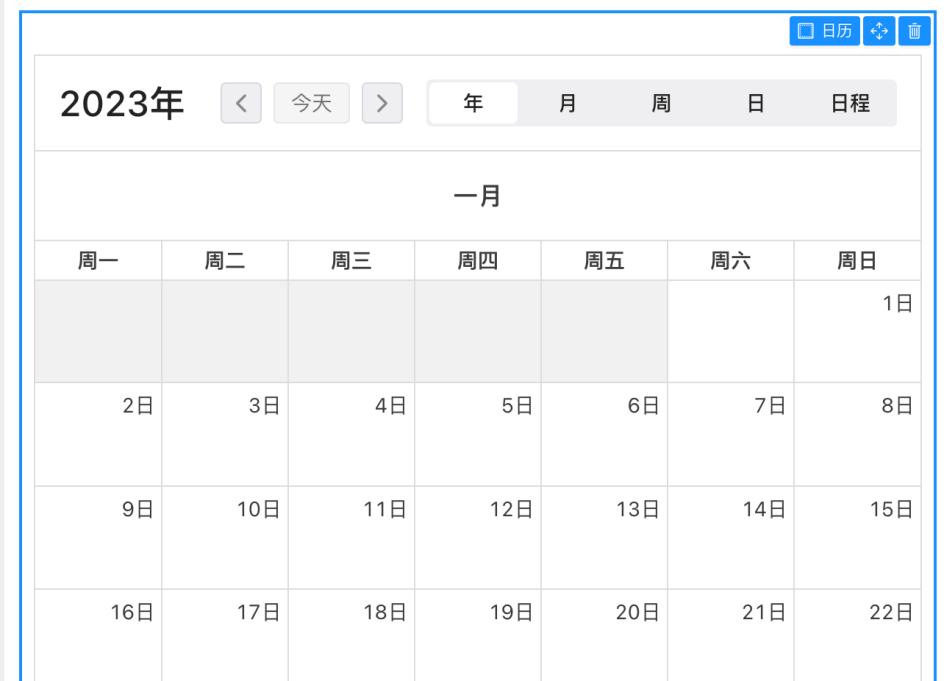 日历
2023年 今天 年 月 周 日 日程
一月
周一 周二 周三 周四 周五 周六 周日
1日
2日 3日 4日 5日 6日 7日 8日
9日 10日 11日 12日 13日 14日 15日
16日 17日 18日 19日 20日 21日 22日